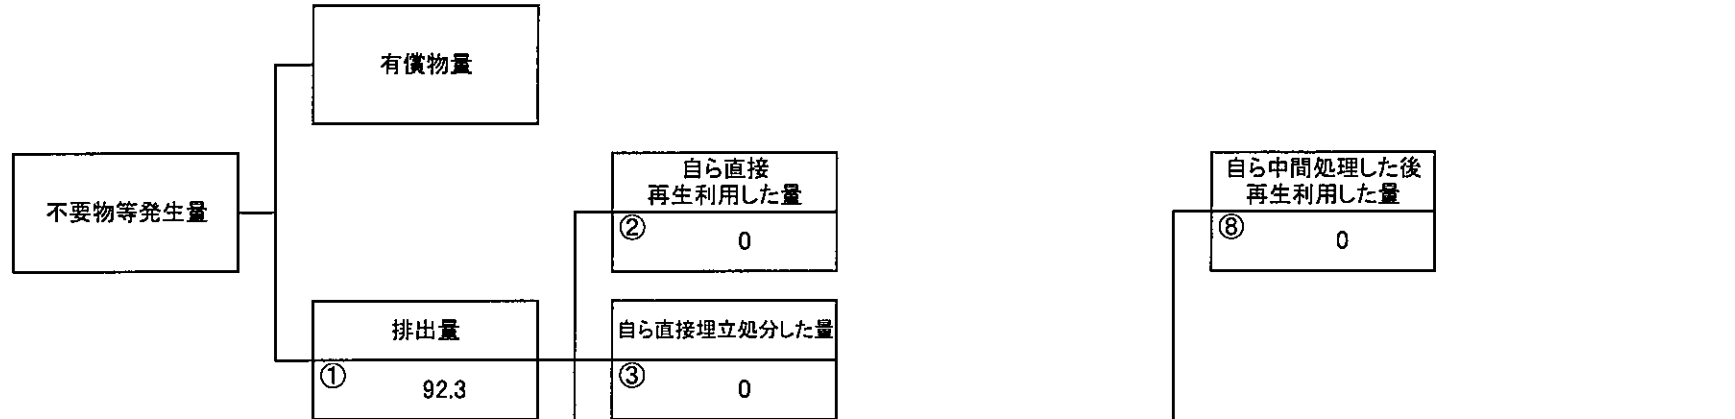 有償物量
不要物等発生量
自ら直接
再生利用した量
②
0
自ら中間処理した後
再生利用した量
⑧
0
排出量
①
92.3
自ら直接埋立処分した量
③
0